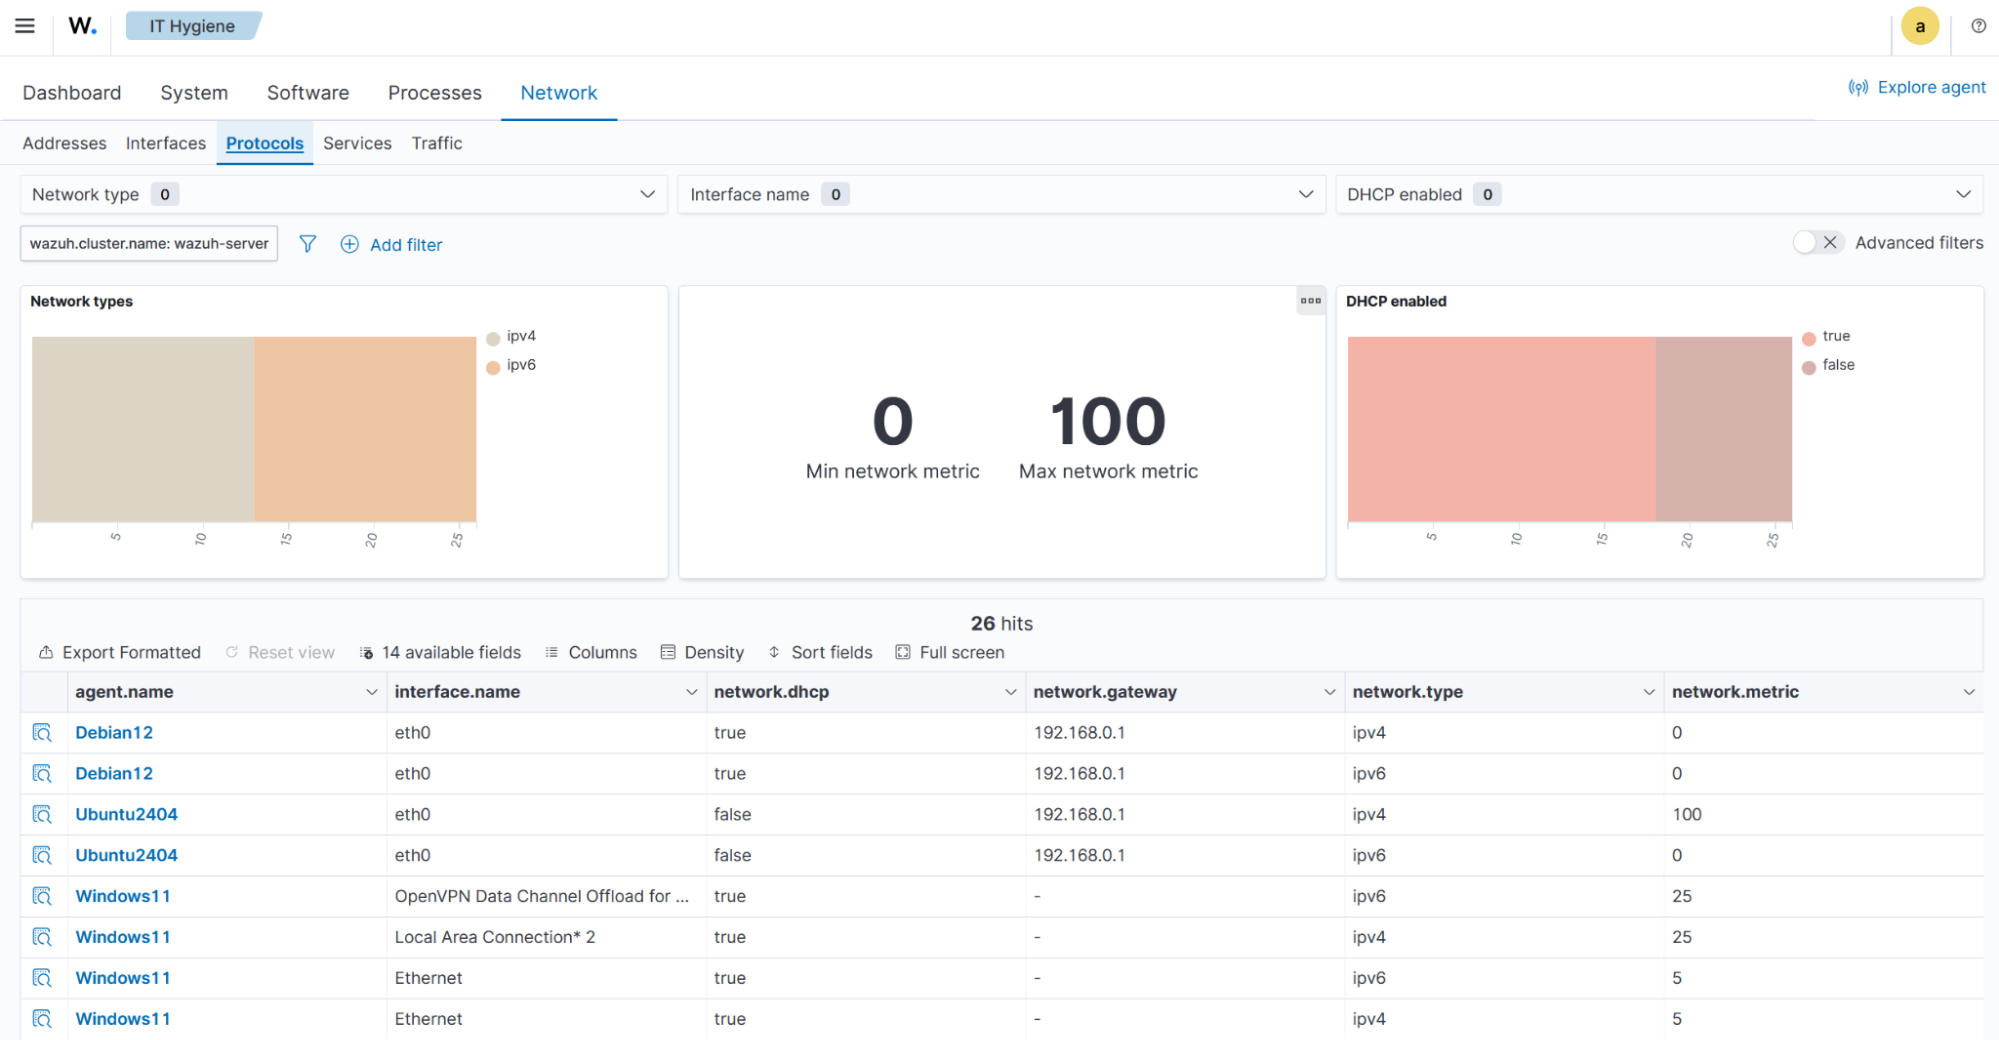 W. IT Hygiene a
Dashboard System Software Processes Network Explore agent
Addresses Interfaces Protocols Services Traffic
Network type 0 Interface name 0 DHCP enabled 0
wazuh.cluster.name: wazuh-server Add filter Advanced filters
Network types
ipv4
ipv6
5 10 15 20 25
0 100
Min network metric Max network metric
DHCP enabled
true
false
5 10 15 20 25
26 hits
Export Formatted Reset view 14 available fields Columns Density Sort fields Full screen
agent.name interface.name network.dhcp network.gateway network.type network.metric
Debian12 eth0 true 192.168.0.1 ipv4 0
Debian12 eth0 true 192.168.0.1 ipv6 0
Ubuntu2404 eth0 false 192.168.0.1 ipv4 100
Ubuntu2404 eth0 false 192.168.0.1 ipv6 0
Windows11 OpenVPN Data Channel Offload for ... true - ipv6 25
Windows11 Local Area Connection* 2 true - ipv4 25
Windows11 Ethernet true - ipv6 5
Windows11 Ethernet true - ipv4 5